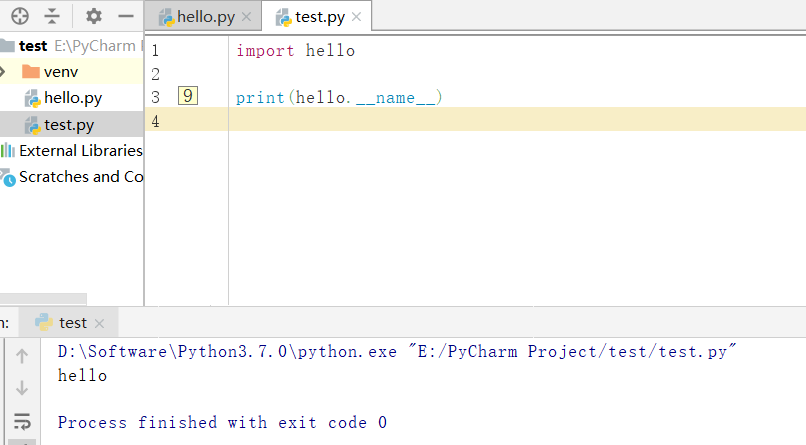 hello.py
test.py
test E:\PyCharm
venv
hello.py
test.py
External Libraries
Scratches and Co
1 import hello
2
3 9 print(hello.__name__)
4
n: test
D:\Software\Python3.7.0\python.exe "E:/PyCharm Project/test/test.py"
hello
Process finished with exit code 0